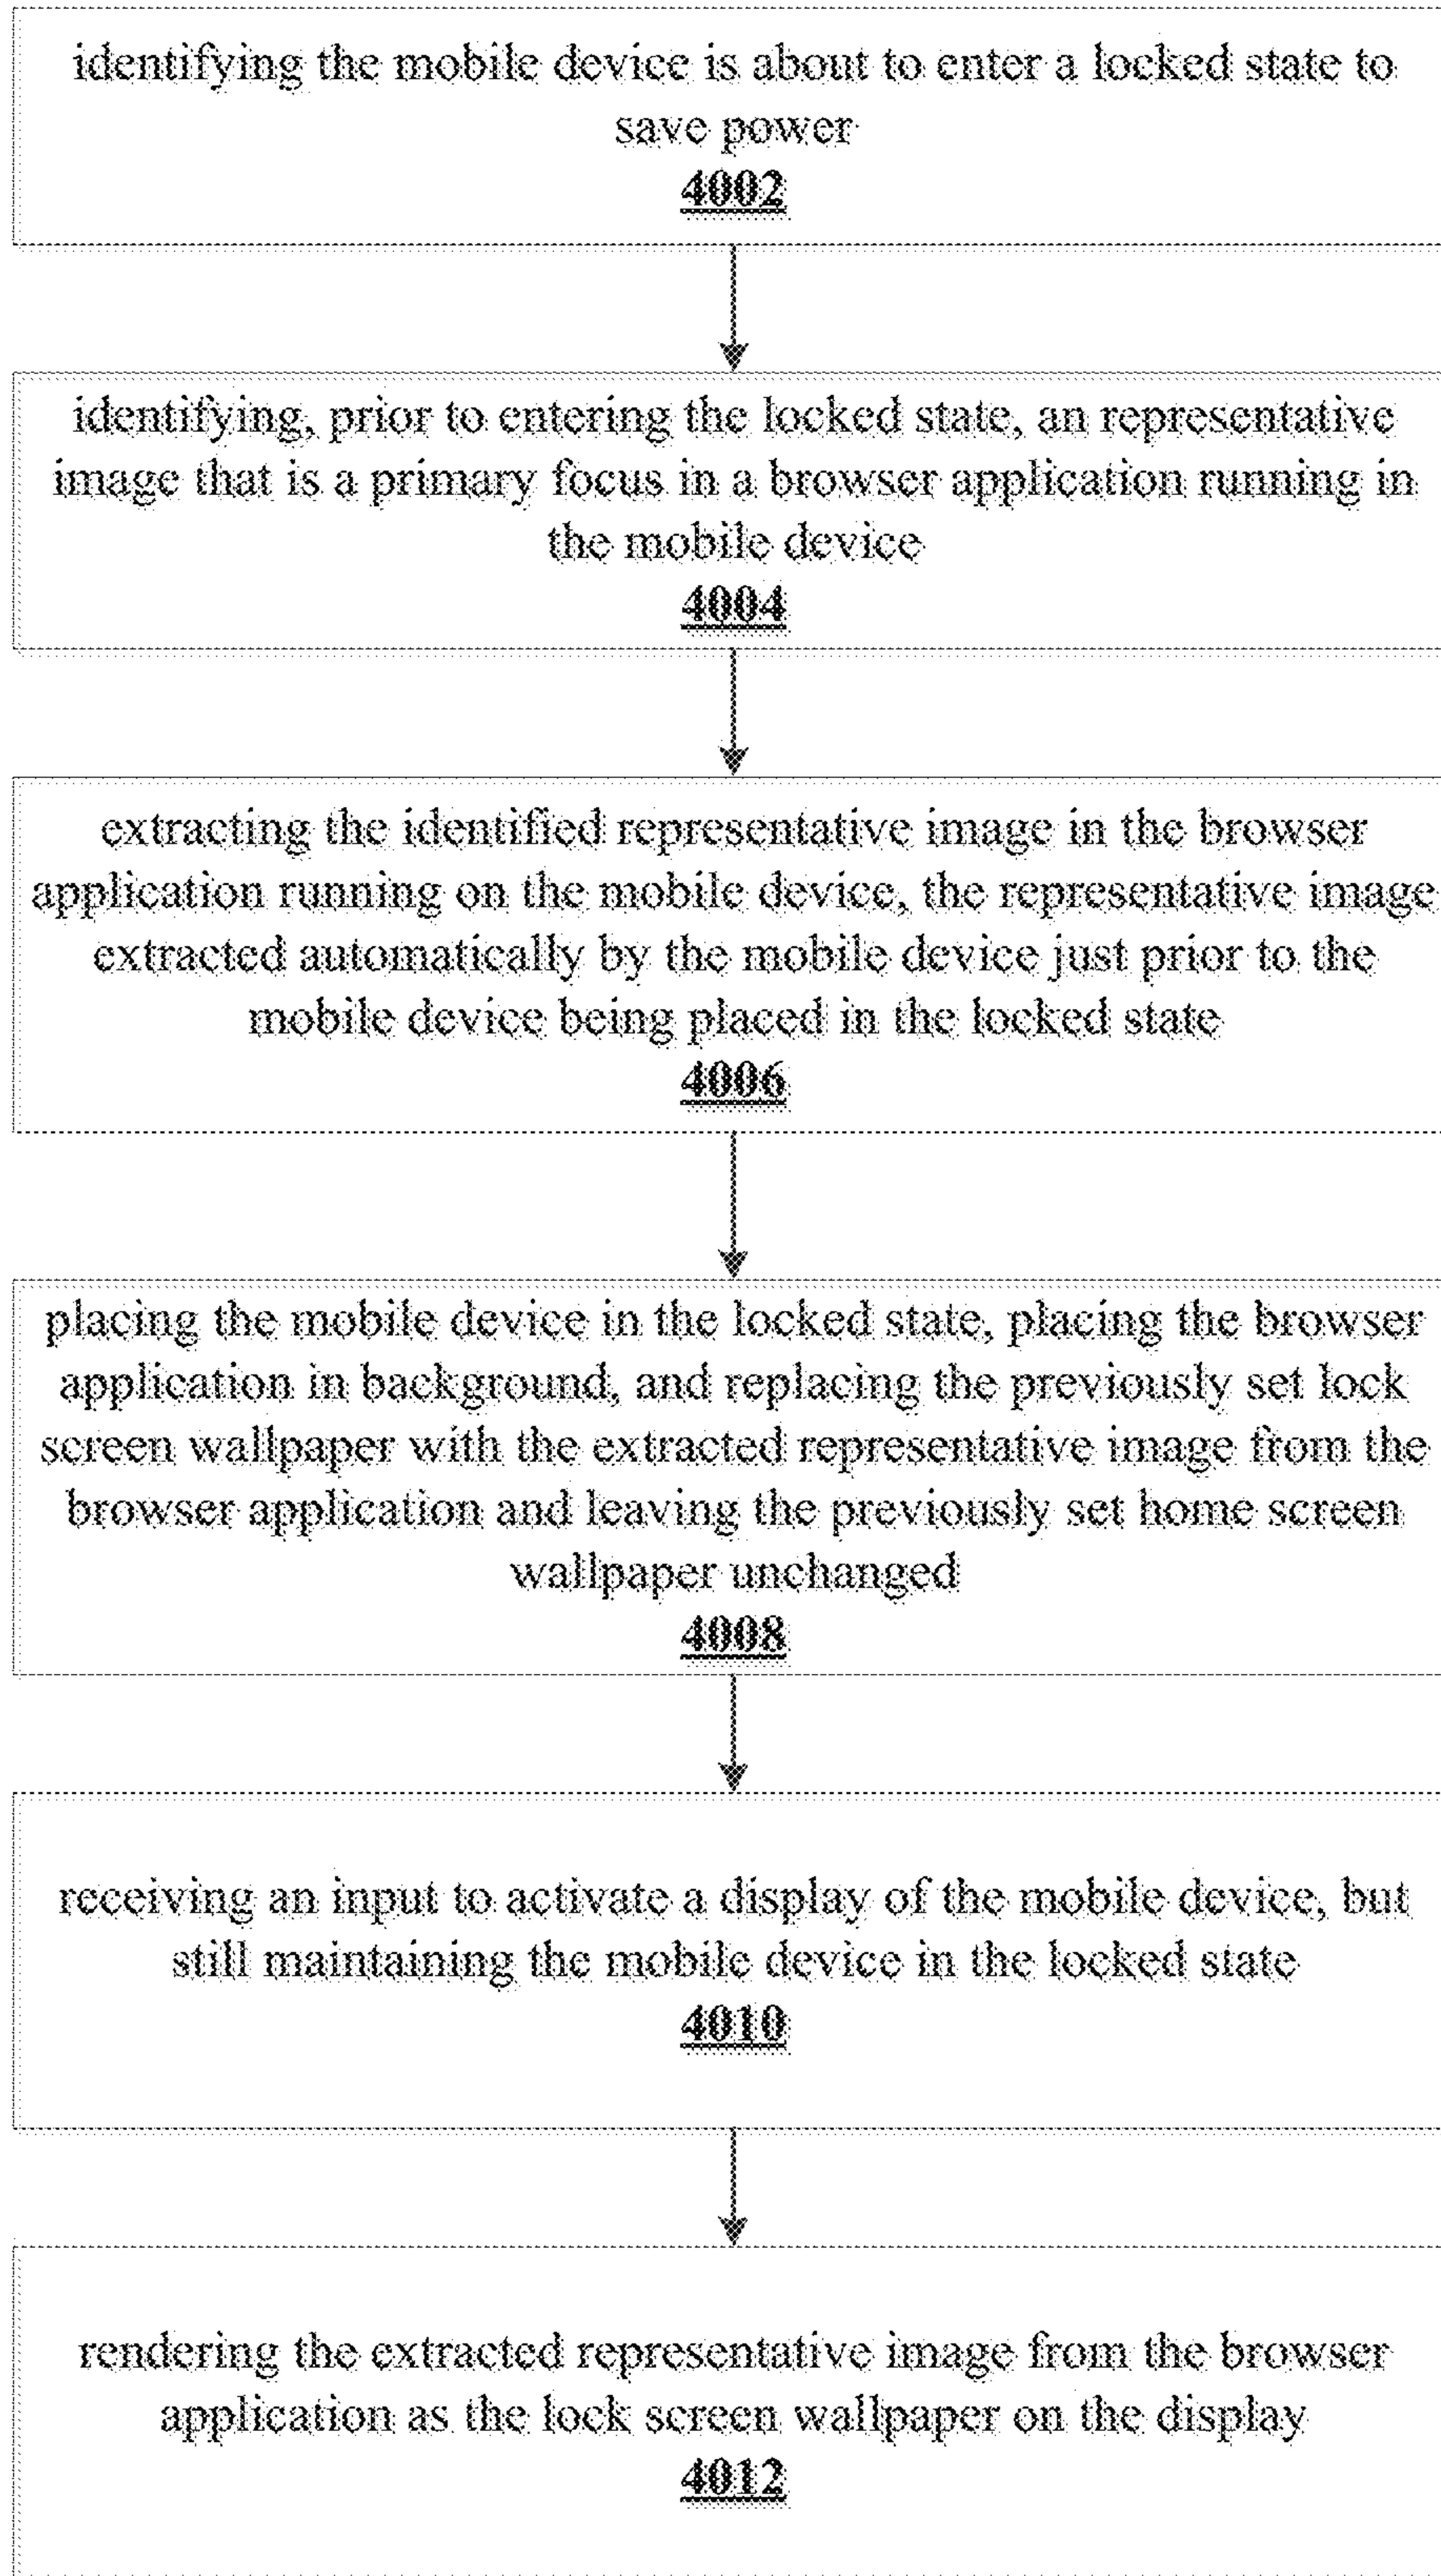 identifying the mobile device is about to enter a locked state to
save power
4002
identifying, prior to entering the locked state, an representative
image that is a primary focus in a browser application running in
the mobile device
4004
extracting the identified representative image in the browser
application running on the mobile device, the representative image
extracted automatically by the mobile device just prior to the
mobile device being placed in the locked state
4006
placing the mobile device in the locked state, placing the browser
application in background, and replacing the previously set lock
screen wallpaper with the extracted representative image from the
browser application and leaving the previously set home screen
wallpaper unchanged
4008
receiving an input to activate a display of the mobile device, but
still maintaining the mobile device in the locked state
4010
rendering the extracted representative image from the browser
application as the lock screen wallpaper on the display
4012